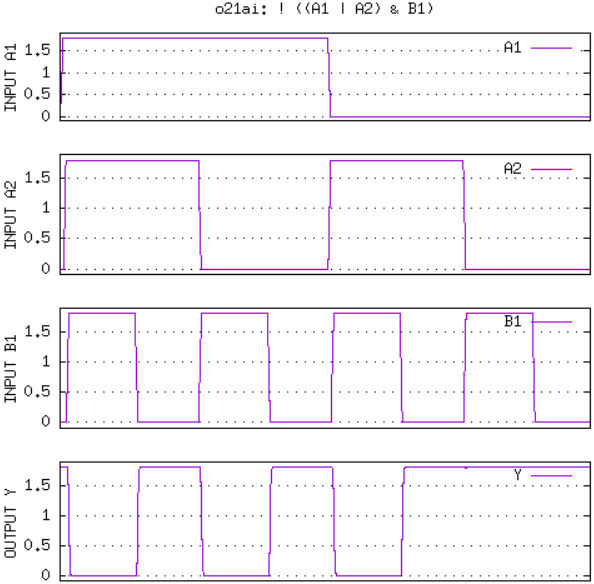 o21ai: ! ((A1 | A2) & B1)
INPUT A1
1.5
1
0.5
0
A1
INPUT A2
1.5
1
0.5
0
A2
INPUT B1
1.5
1
0.5
0
B1
OUTPUT Y
1.5
1
0.5
0
Y